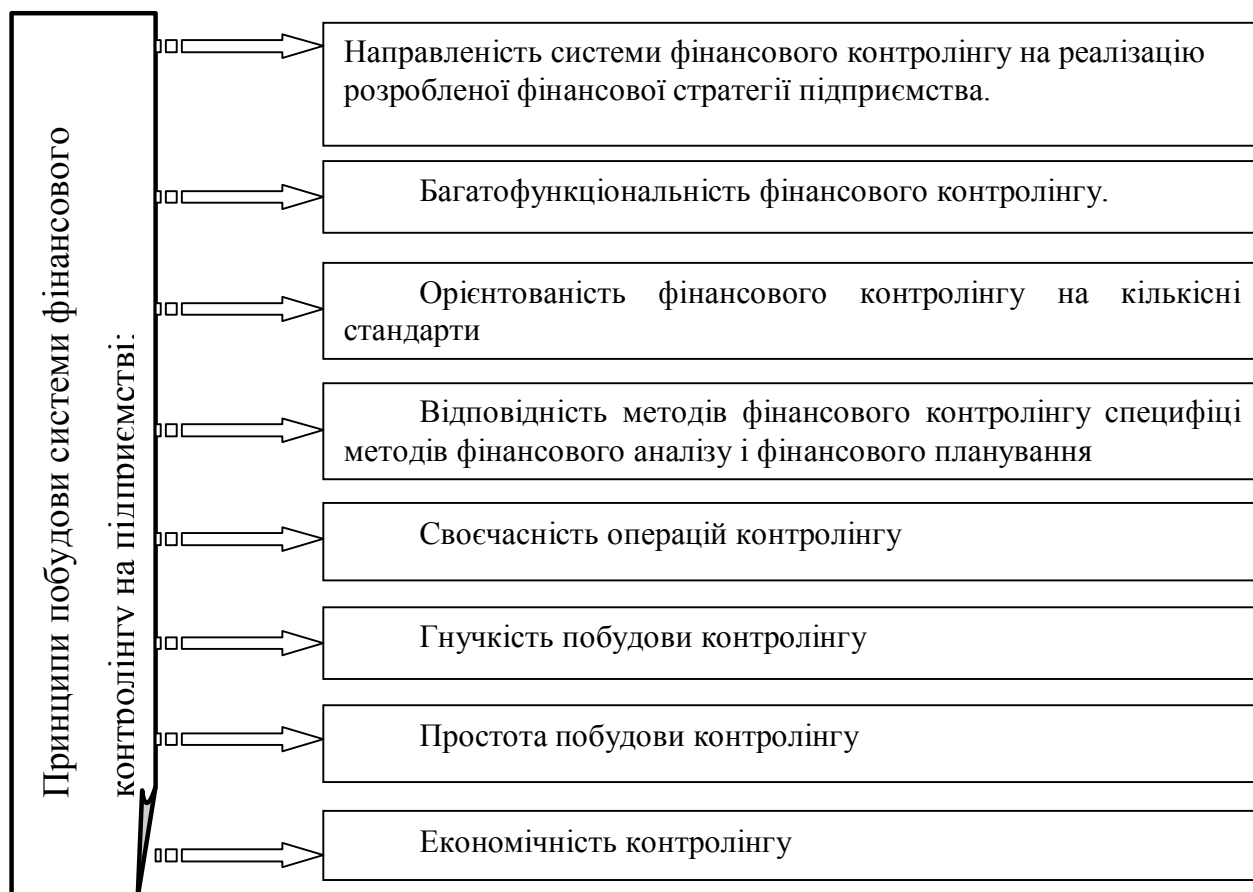 Принципи побудови системи фінансового
контролінгу на підприємстві:
Направленість системи фінансового контролінгу на реалізацію
розробленої фінансової стратегії підприємства.
Багатофункціональність фінансового контролінгу.
Орієнтованість фінансового контролінгу на кількісні
стандарти
Відповідність методів фінансового контролінгу специфіці
методів фінансового аналізу і фінансового планування
Своєчасність операцій контролінгу
Гнучкість побудови контролінгу
Простота побудови контролінгу
Економічність контролінгу